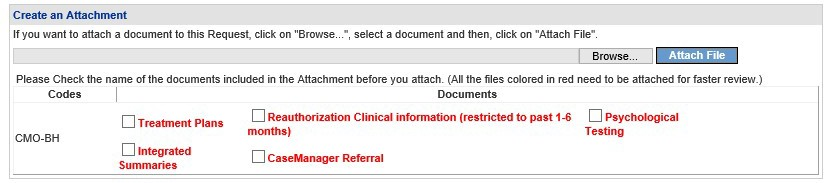 Create an Attachment
If you want to attach a document to this Request, click on "Browse...", select a document and then, click on "Attach File".
Browse... Attach File
Please Check the name of the documents included in the Attachment before you attach. (All the files colored in red need to be attached for faster review.)
Codes Documents
CMO-BH
Treatment Plans
Reauthorization Clinical information (restricted to past 1-6
months)
Psychological
Testing
Integrated
Summaries
CaseManager Referral